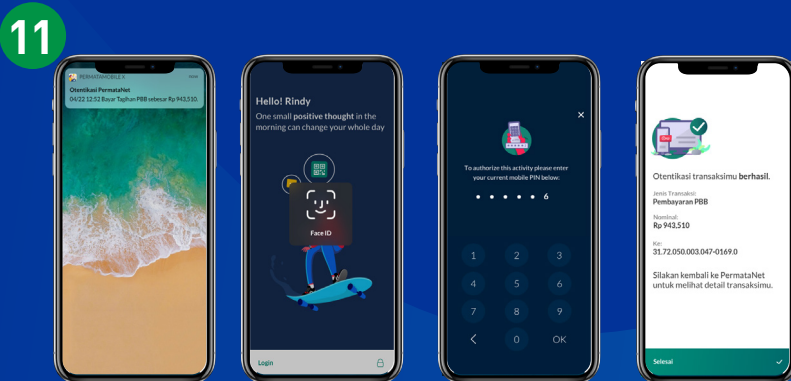 11
PERMATAMOBILE X
now
Otentikasi PermataNet
04/22 12:52 Bayar Tagihan PBB sebesar Rp 943,510.
Hello! Rindy
One small positive thought in the
morning can change your whole day
Face ID
Login
To authorize this activity please enter
your current mobile PIN below:
• • • • • 6
1 2 3
4 5 6
7 8 9
0 OK
Otentikasi transaksimu berhasil.
Jenis Transaksi:
Pembayaran PBB
Nominal:
Rp 943,510
Ke:
31.72.050.003.047-0169.0
Silakan kembali ke PermataNet
untuk melihat detail transaksimu.
Selesai